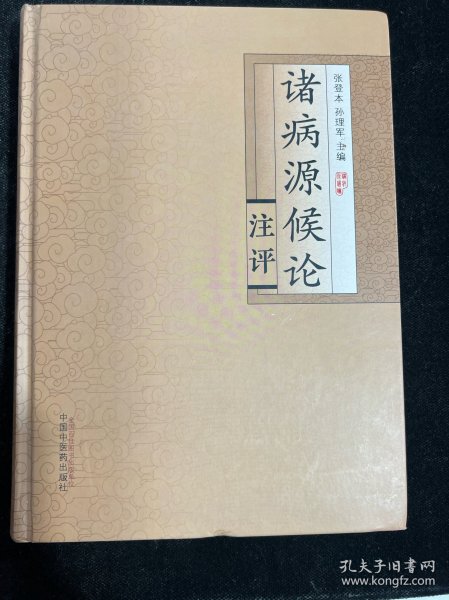 诸病源候论
注评
张登本 孙理军 主编
中国中医药出版社
孔夫子旧书网
www.kongfz.com